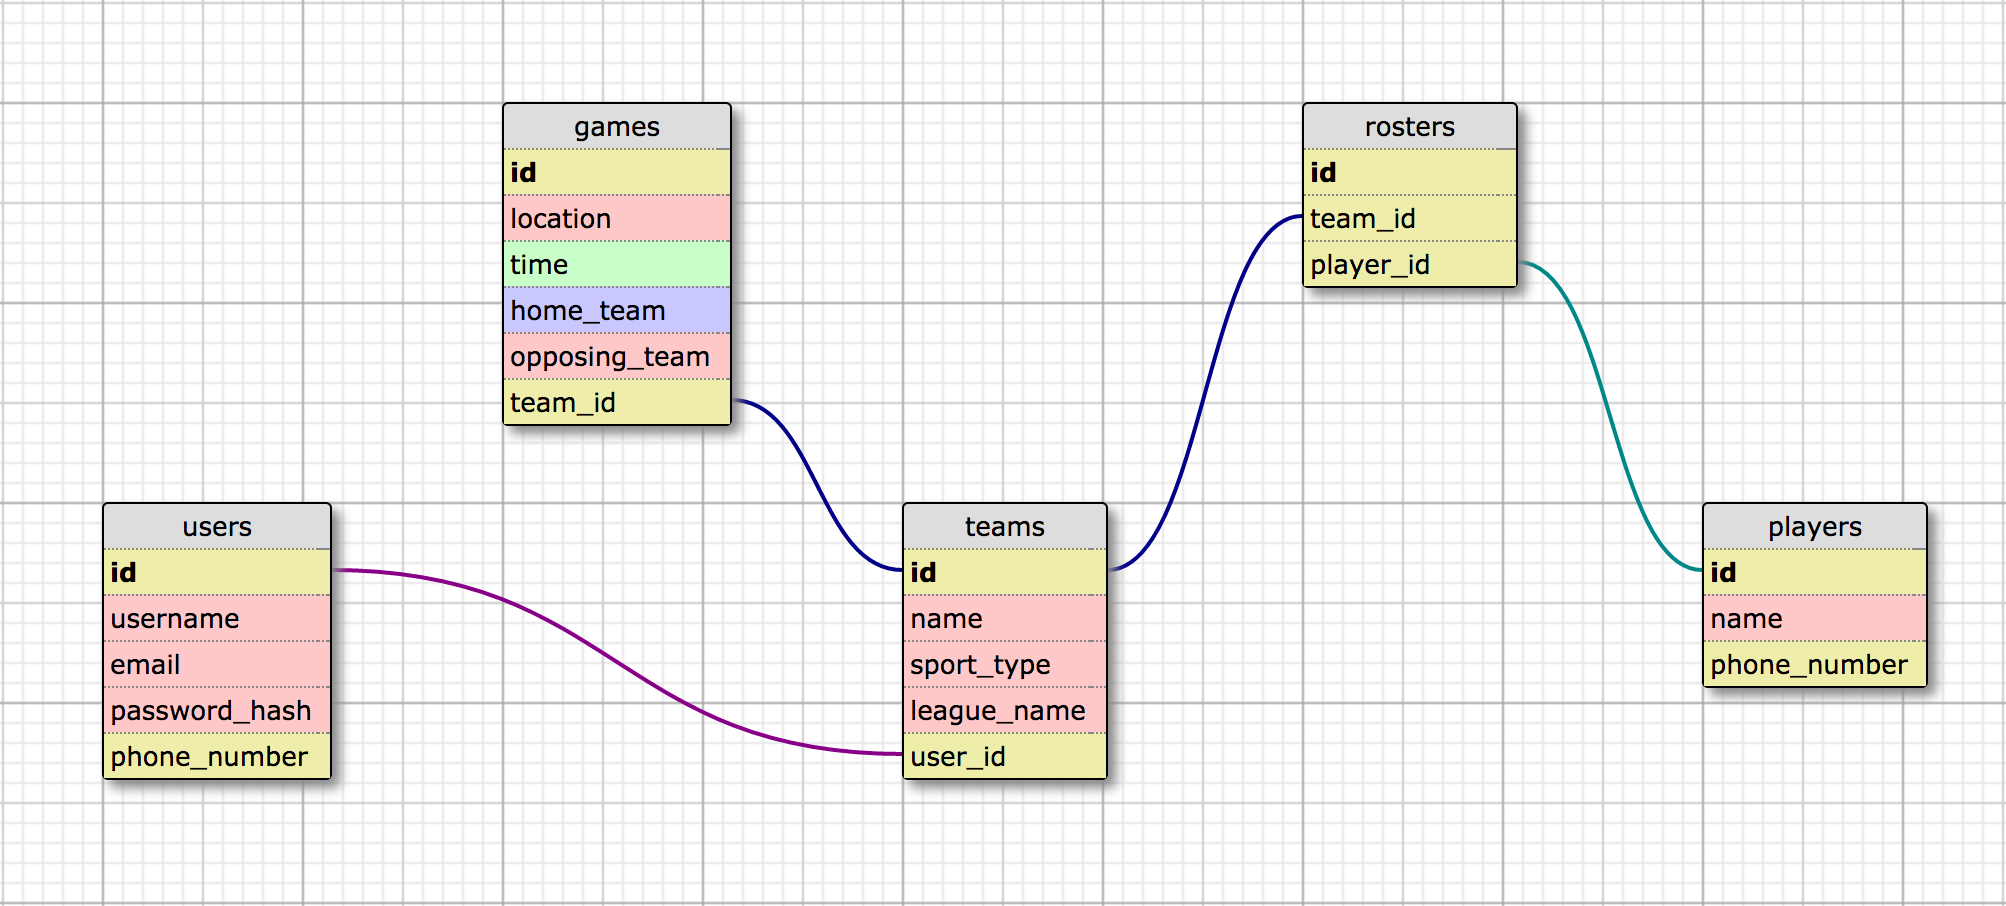 games
id
location
time
home_team
opposing_team
team_id
rosters
id
team_id
player_id
users
id
username
email
password_hash
phone_number
teams
id
name
sport_type
league_name
user_id
players
id
name
phone_number